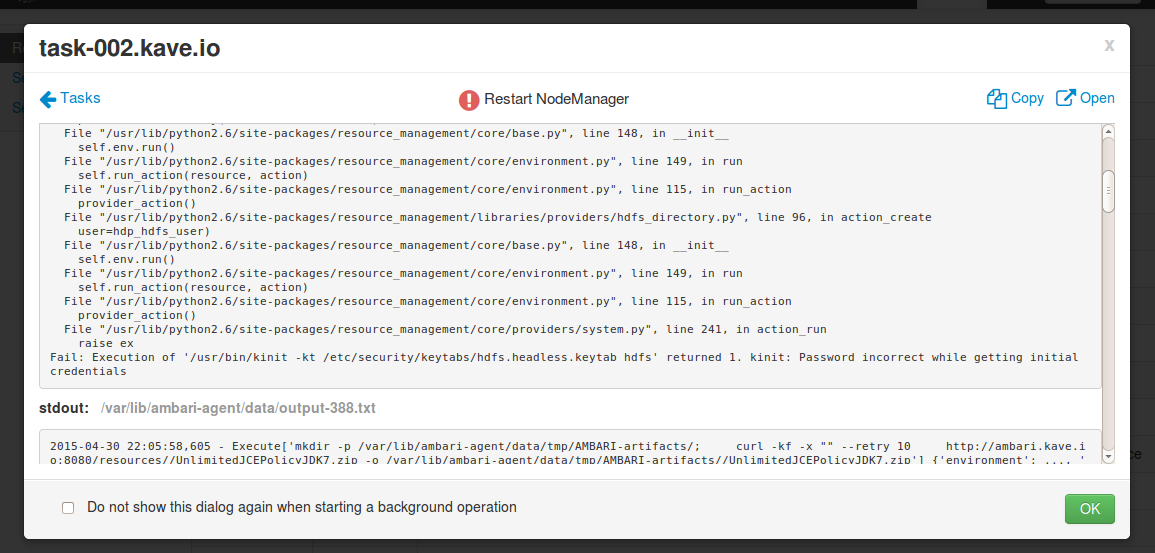 task-002.kave.io
x
Tasks
Restart NodeManager
Copy
Open
File "/usr/lib/python2.6/site-packages/resource_management/core/base.py", line 148, in __init__
self.env.run()
File "/usr/lib/python2.6/site-packages/resource_management/core/environment.py", line 149, in run
self.run_action(resource, action)
File "/usr/lib/python2.6/site-packages/resource_management/core/environment.py", line 115, in run_action
provider_action()
File "/usr/lib/python2.6/site-packages/resource_management/libraries/providers/hdfs_directory.py", line 96, in action_create
user=hdp_hdfs_user)
File "/usr/lib/python2.6/site-packages/resource_management/core/base.py", line 148, in __init__
self.env.run()
File "/usr/lib/python2.6/site-packages/resource_management/core/environment.py", line 149, in run
self.run_action(resource, action)
File "/usr/lib/python2.6/site-packages/resource_management/core/environment.py", line 115, in run_action
provider_action()
File "/usr/lib/python2.6/site-packages/resource_management/core/providers/system.py", line 241, in action_run
raise ex
Fail: Execution of '/usr/bin/kinit -kt /etc/security/keytabs/hdfs.headless.keytab hdfs' returned 1. kinit: Password incorrect while getting initial
credentials
stdout: /var/lib/ambari-agent/data/output-388.txt
2015-04-30 22:05:58,605 - Execute['mkdir -p /var/lib/ambari-agent/data/tmp/AMBARI-artifacts/;     curl -kf -x "" --retry 10     http://ambari.kave.i
o:8080/resources//UnlimitedJCEPolicyJDK7.zip -o /var/lib/ambari-agent/data/tmp/AMBARI-artifacts//UnlimitedJCEPolicyJDK7.zip'] {'environment': ..., '
Do not show this dialog again when starting a background operation
OK